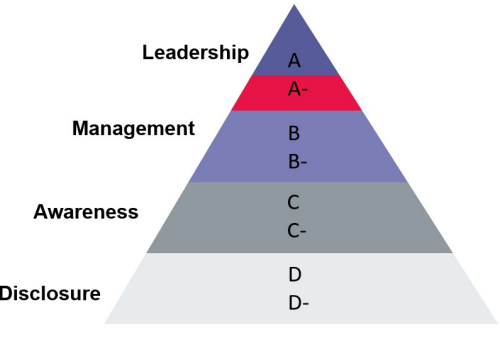 Leadership
A
A-
Management
B
B-
Awareness
C
C-
Disclosure
D
D-